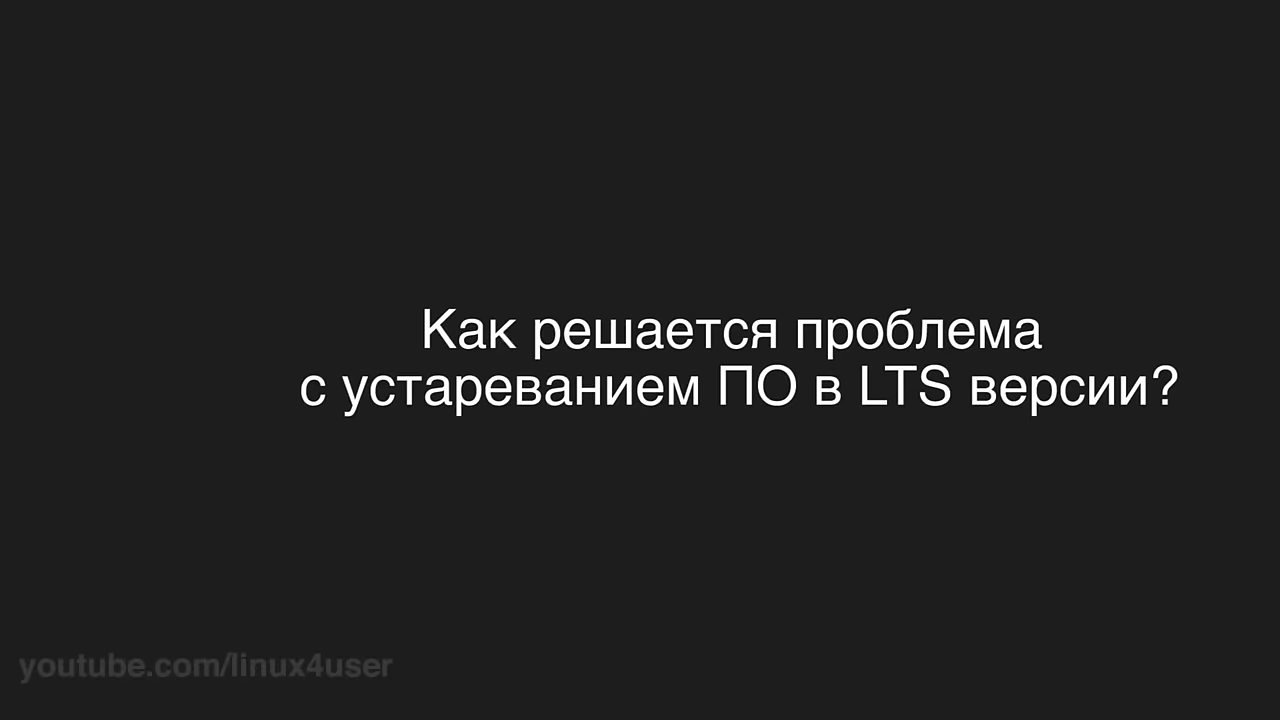 Как решается проблема
с устареванием ПО в LTS версии?
youtube.com/linux4user